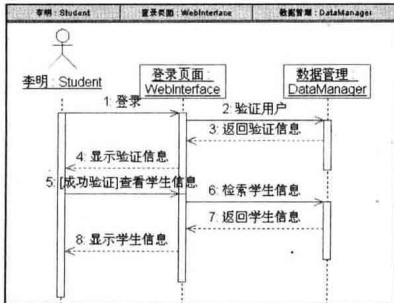 李明 : Student
登录页面 : WebInterface
数据管理 : DataManager
李明 : Student
登录页面 :
WebInterface
数据管理 :
DataManager
1: 登录
2: 验证用户
3: 返回验证信息
4: 显示验证信息
5: [成功验证]查看学生信息
6: 检索学生信息
7: 返回学生信息
8: 显示学生信息